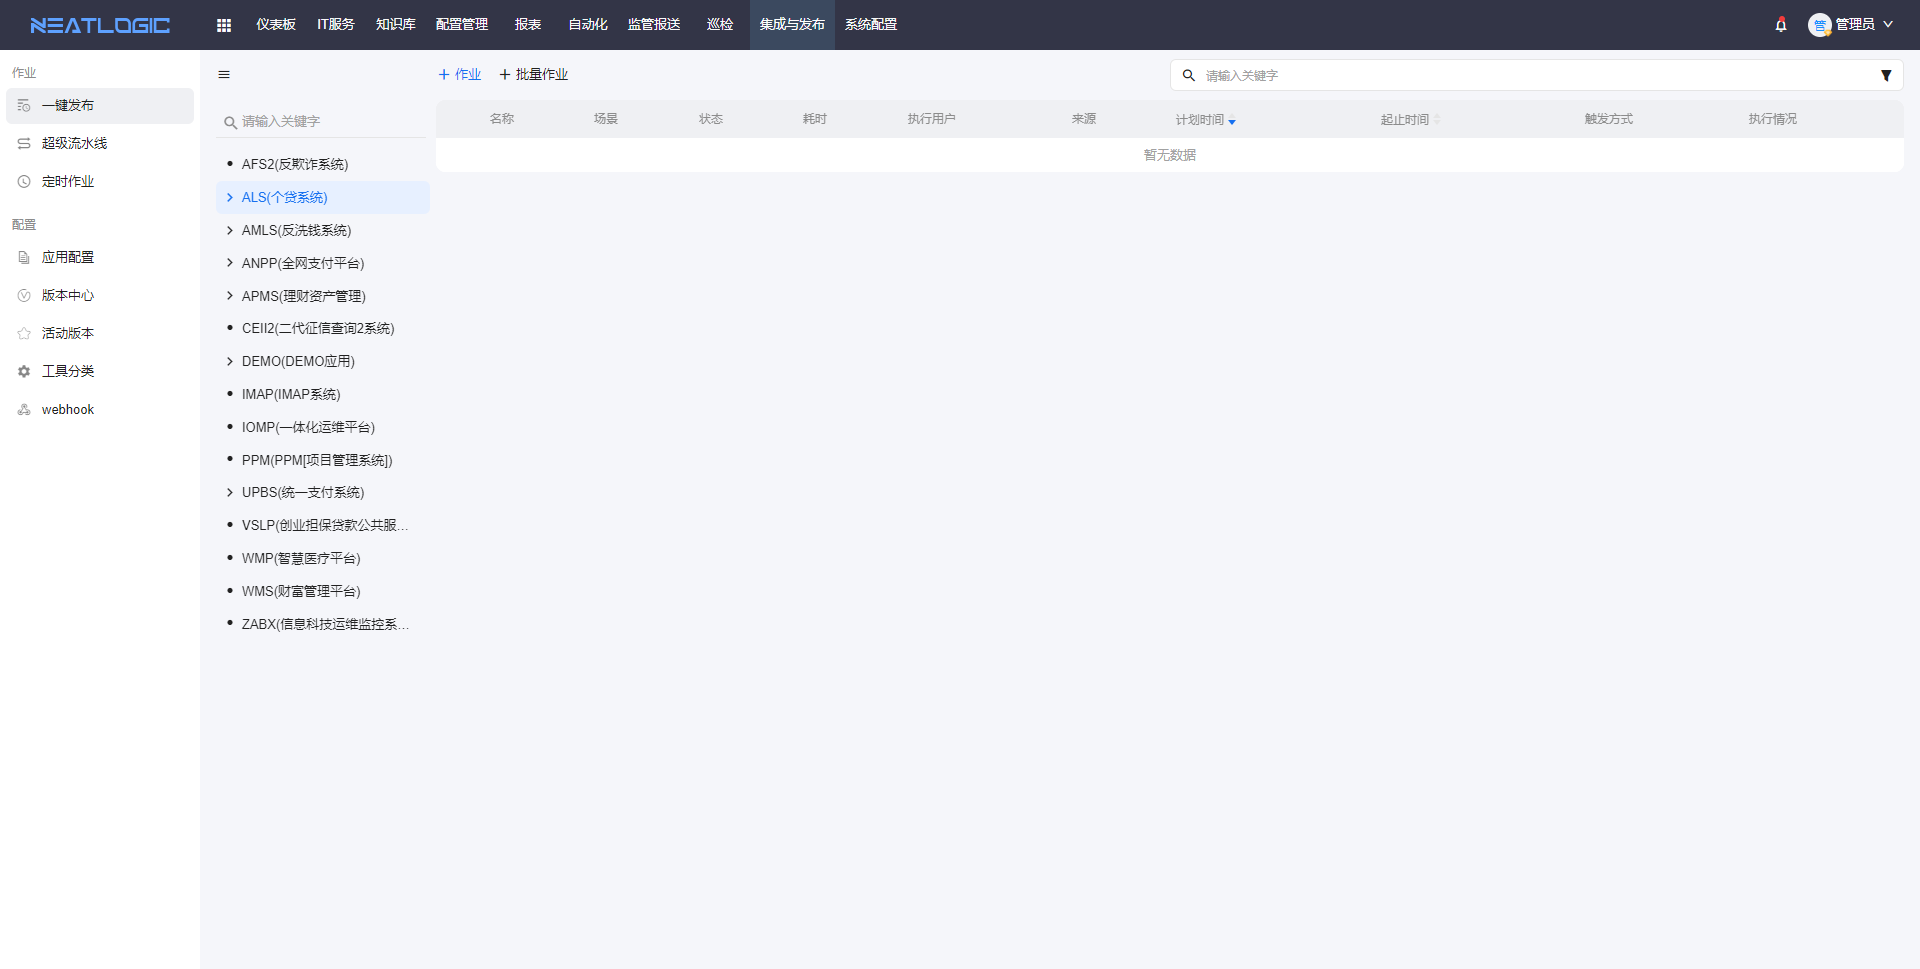 NEATLOGIC
仪表板 IT服务 知识库 配置管理 报表 自动化 监管报送 巡检 集成与发布 系统配置
管 管理员
作业
一键发布
超级流水线
定时作业
配置
应用配置
版本中心
活动版本
工具分类
webhook
请输入关键字
AFS2(反欺诈系统)
ALS(个贷系统)
AMLS(反洗钱系统)
ANPP(全网支付平台)
APMS(理财资产管理)
CEII2(二代征信查询2系统)
DEMO(DEMO应用)
IMAP(IMAP系统)
IOMP(一体化运维平台)
PPM(PPM[项目管理系统])
UPBS(统一支付系统)
VSLP(创业担保贷款公共服...
WMP(智慧医疗平台)
WMS(财富管理平台)
ZABX(信息科技运维监控系...
作业 批量作业
请输入关键字
名称 场景 状态 耗时 执行用户 来源 计划时间 起止时间 触发方式 执行情况
暂无数据